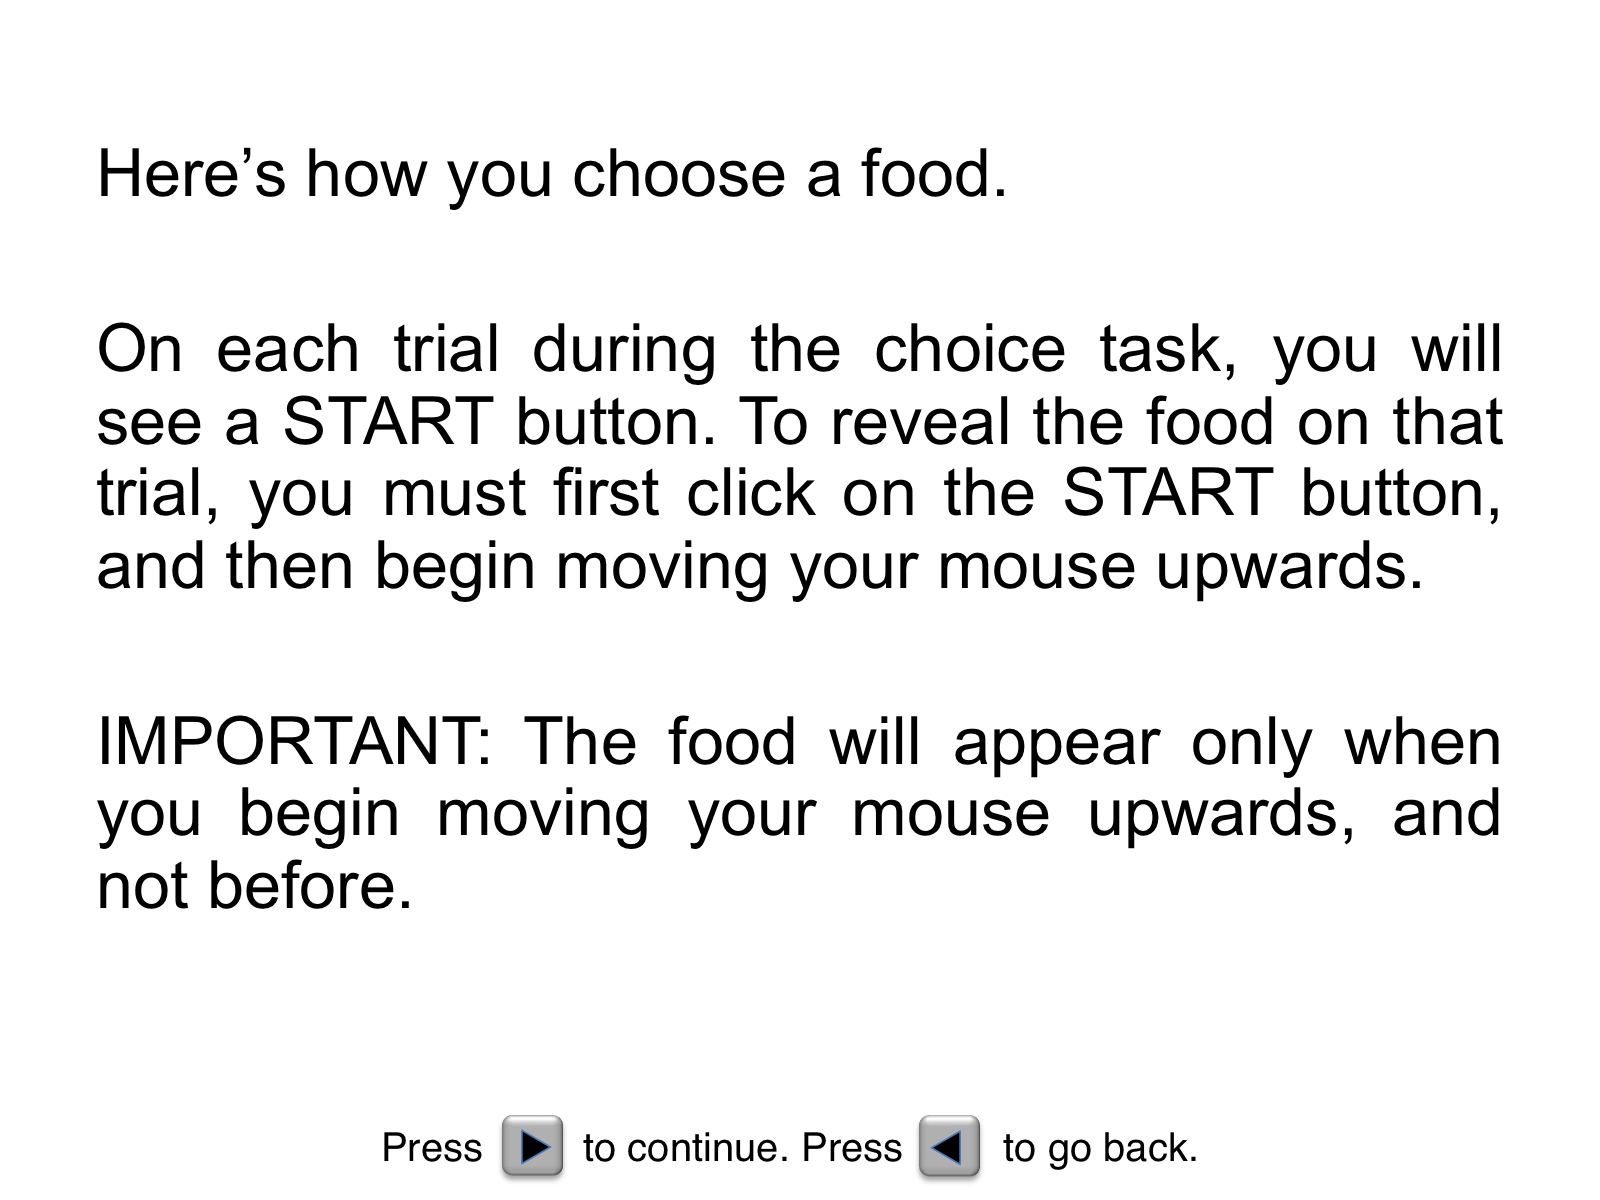 Here’s how you choose a food.
On each trial during the choice task, you will
see a START button. To reveal the food on that
trial, you must first click on the START button,
and then begin moving your mouse upwards.
IMPORTANT: The food will appear only when
you begin moving your mouse upwards, and
not before.
Press to continue. Press to go back.